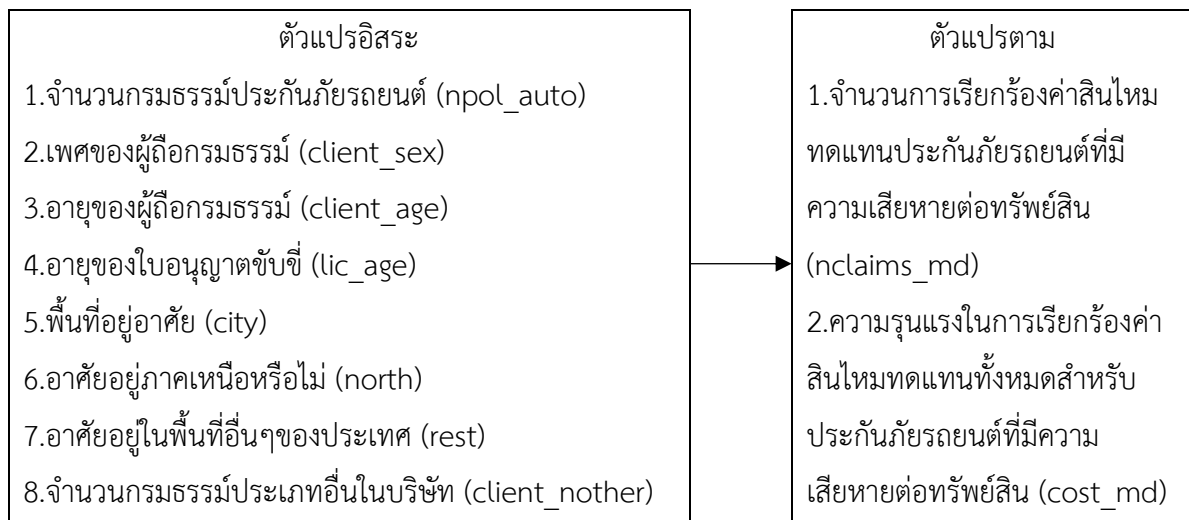 ตัวแปรอิสระ
1.จำนวนกรมธรรม์ประกันภัยรถยนต์ (npol_auto)
2.เพศของผู้ถือกรมธรรม์ (client_sex)
3.อายุของผู้ถือกรมธรรม์ (client_age)
4.อายุของใบอนุญาตขับขี่ (lic_age)
5.พื้นที่อยู่อาศัย (city)
6.อาศัยอยู่ภาคเหนือหรือไม่ (north)
7.อาศัยอยู่ในพื้นที่อื่นๆของประเทศ (rest)
8.จำนวนกรมธรรม์ประเภทอื่นในบริษัท (client_nother)
ตัวแปรตาม
1.จำนวนการเรียกร้องค่าสินไหม
ทดแทนประกันภัยรถยนต์ที่มี
ความเสียหายต่อทรัพย์สิน
(nclaims_md)
2.ความรุนแรงในการเรียกร้องค่า
สินไหมทดแทนทั้งหมดสำหรับ
ประกันภัยรถยนต์ที่มีความ
เสียหายต่อทรัพย์สิน (cost_md)